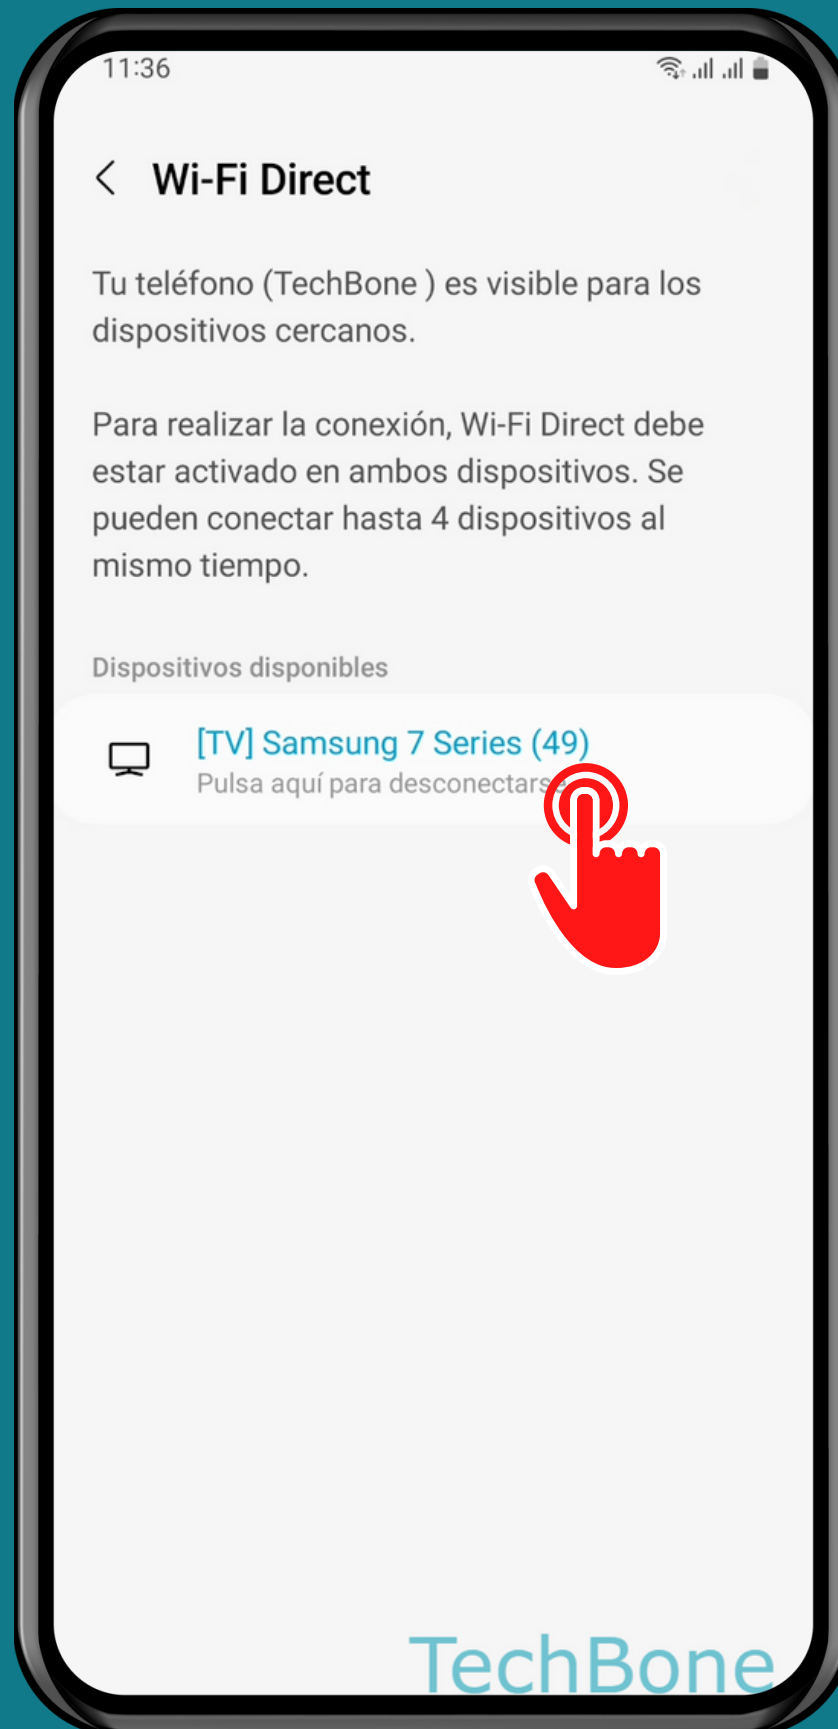 11:36
Wi-Fi Direct
Tu teléfono (TechBone ) es visible para los
dispositivos cercanos.
Para realizar la conexión, Wi-Fi Direct debe
estar activado en ambos dispositivos. Se
pueden conectar hasta 4 dispositivos al
mismo tiempo.
Dispositivos disponibles
[TV] Samsung 7 Series (49)
Pulsa aquí para desconectarse
TechBone